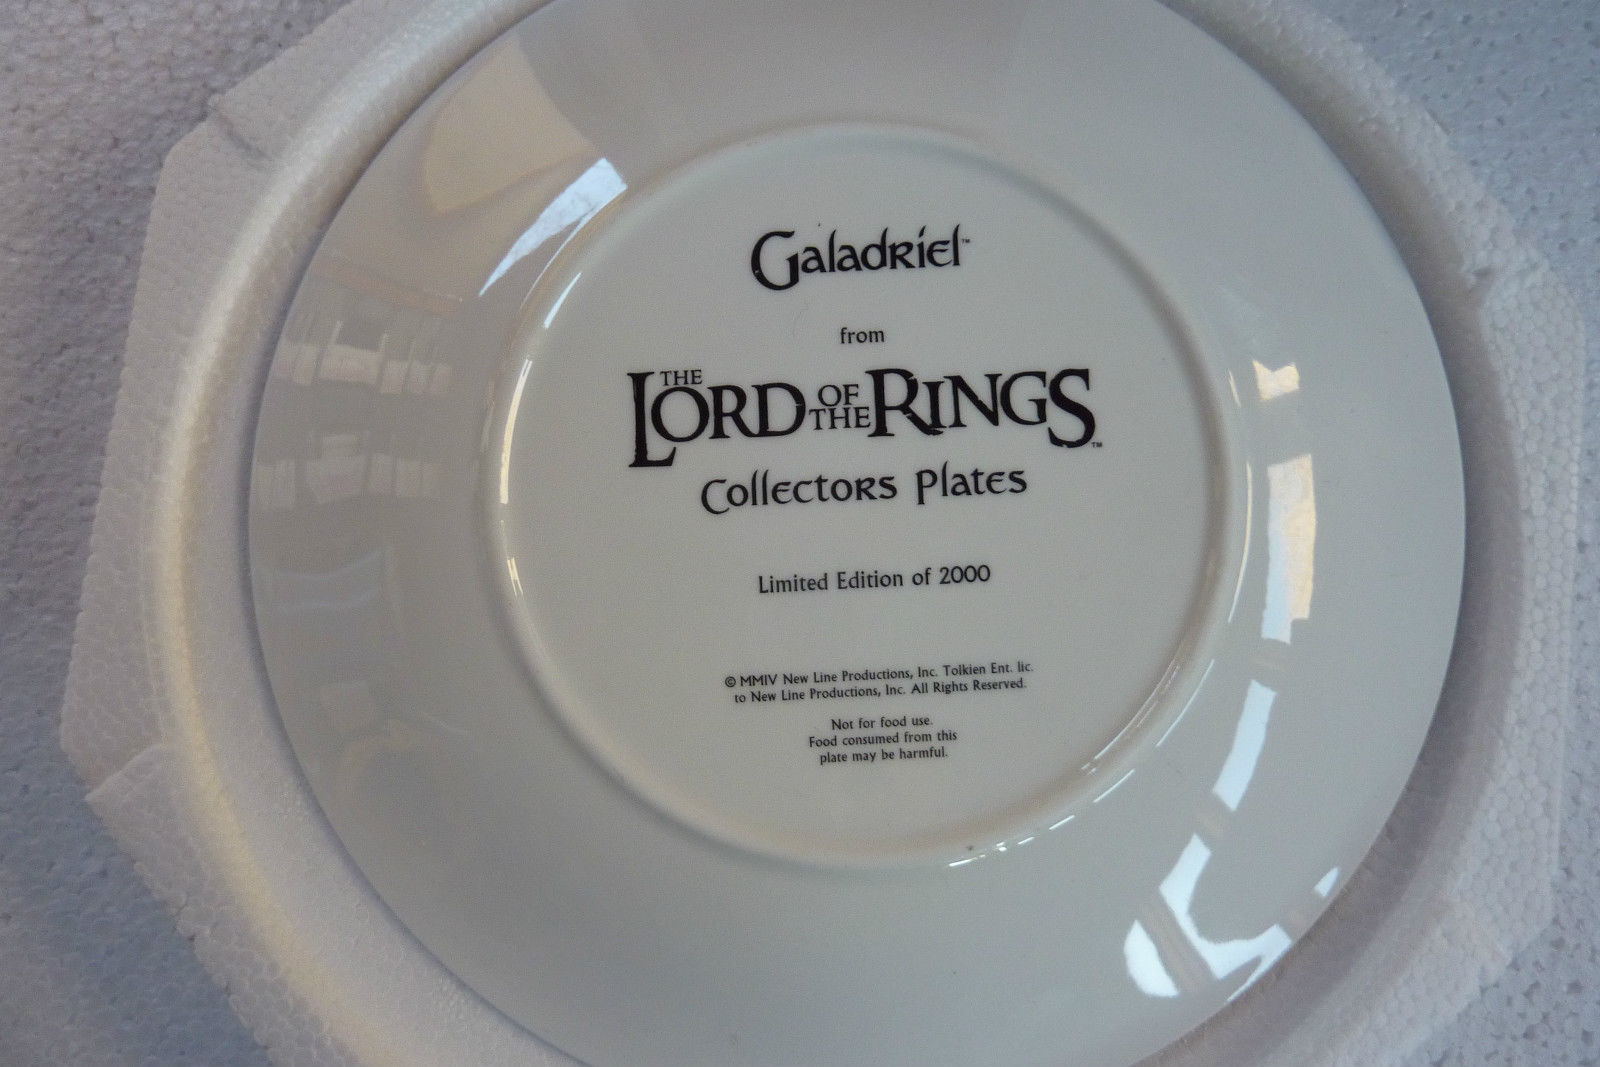 Galadriel™
from
THE LORD OF THE RINGS™
Collectors Plates
Limited Edition of 2000
© MMIV New Line Productions, Inc. Tolkien Ent. lic.
to New Line Productions, Inc. All Rights Reserved.
Not for food use.
Food consumed from this
plate may be harmful.